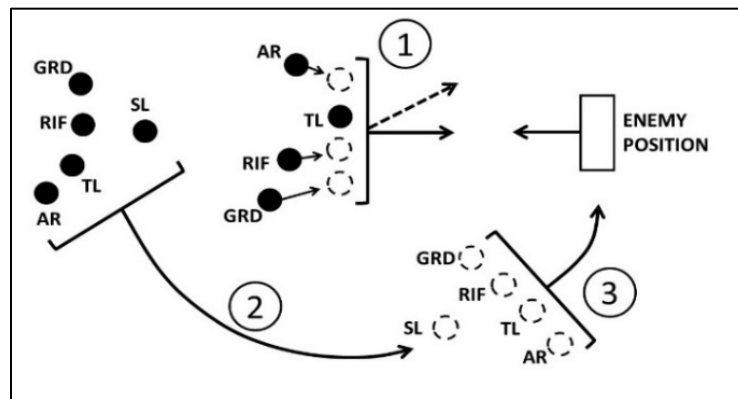 GRD
RIF
SL
TL
AR
AR
1
TL
RIF
GRD
ENEMY
POSITION
2
GRD
RIF
SL
TL
AR
3